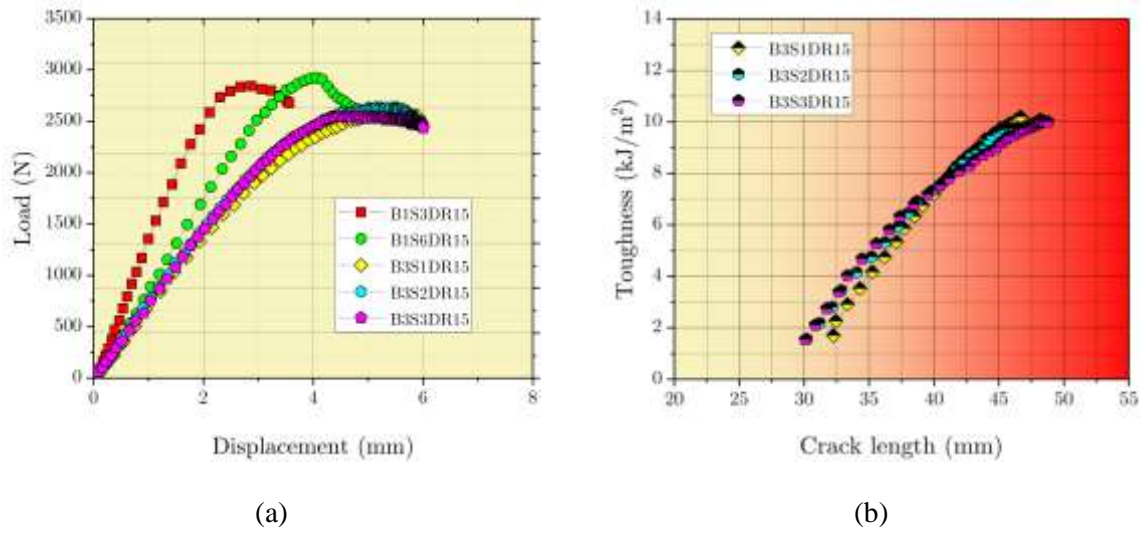 3500
3000
2500
2000
1500
1000
500
0
Load (N)
B1S3DR15
B1S6DR15
B3S1DR15
B3S2DR15
B3S3DR15
0 2 4 6 8
Displacement (mm)
(a)
14
12
10
8
6
4
2
0
Toughness (kJ/m²)
B3S1DR15
B3S2DR15
B3S3DR15
20 25 30 35 40 45 50 55
Crack length (mm)
(b)